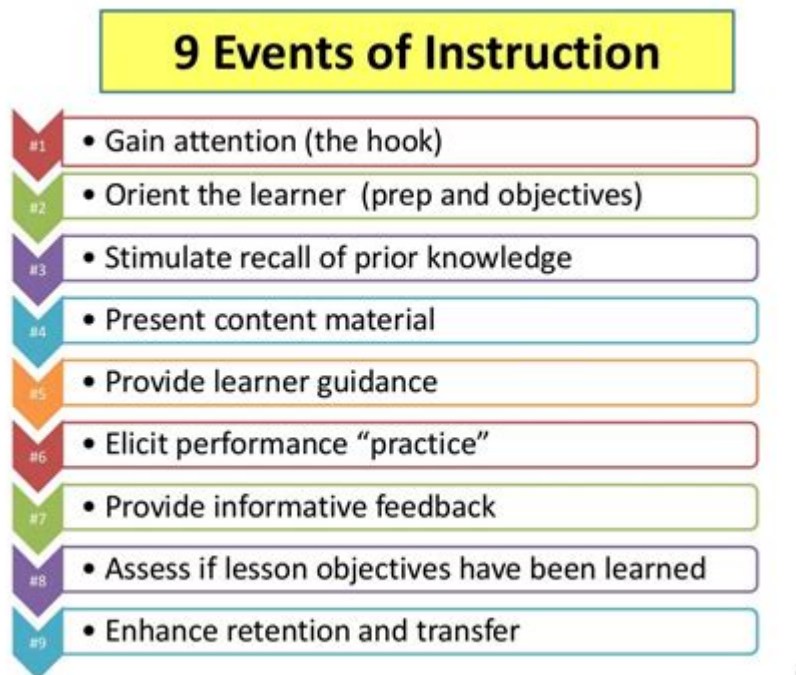 9 Events of Instruction
#1 • Gain attention (the hook)
#2 • Orient the learner (prep and objectives)
#3 • Stimulate recall of prior knowledge
#4 • Present content material
#5 • Provide learner guidance
#6 • Elicit performance “practice”
#7 • Provide informative feedback
#8 • Assess if lesson objectives have been learned
#9 • Enhance retention and transfer